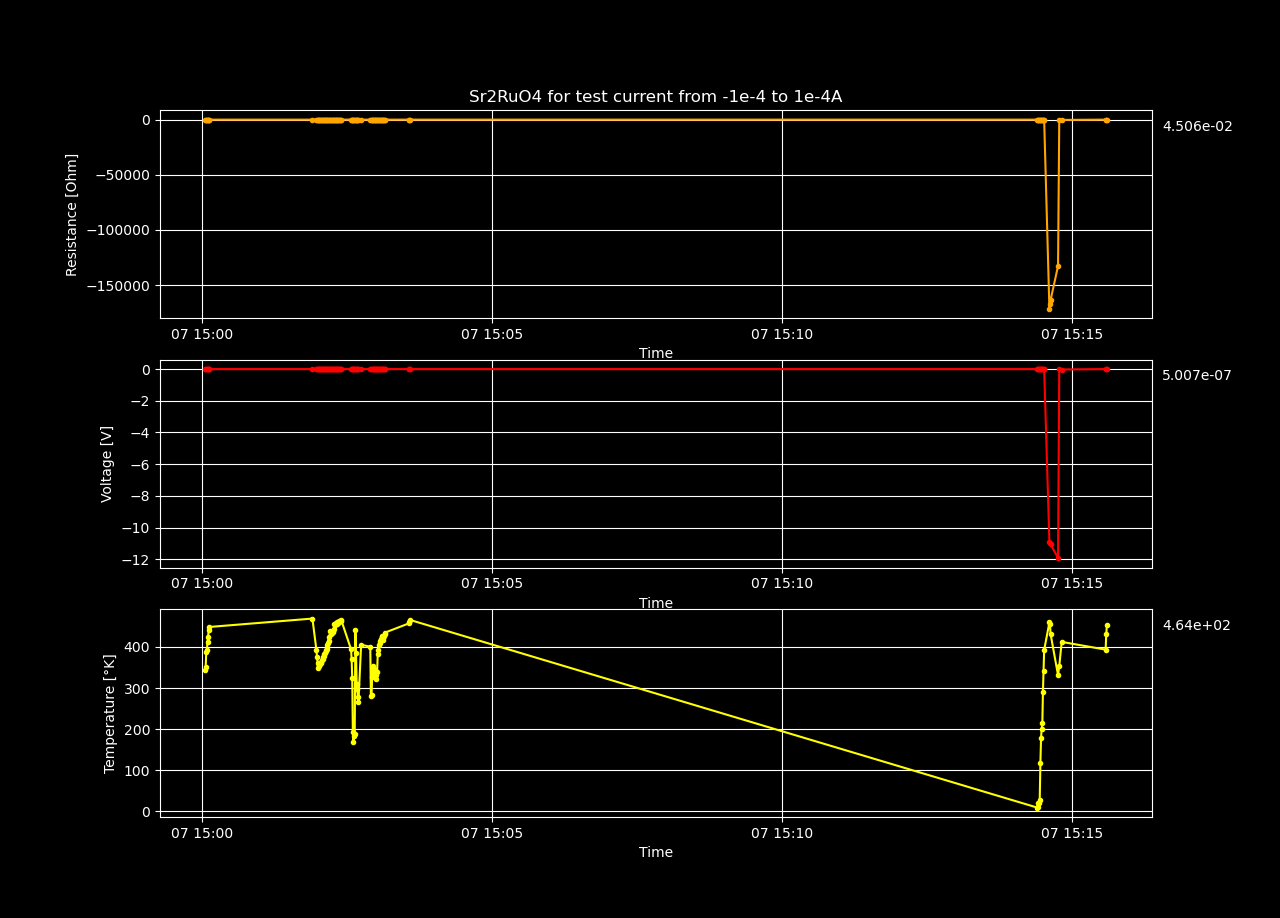 Sr2RuO4 for test current from -1e-4 to 1e-4A
Resistance [Ohm]
0
−50000
−100000
−150000
4.506e-02
07 15:00
07 15:05
07 15:10
07 15:15
Time
Voltage [V]
0
−2
−4
−6
−8
−10
−12
5.007e-07
07 15:00
07 15:05
07 15:10
07 15:15
Time
Temperature [°K]
400
300
200
100
0
4.64e+02
07 15:00
07 15:05
07 15:10
07 15:15
Time